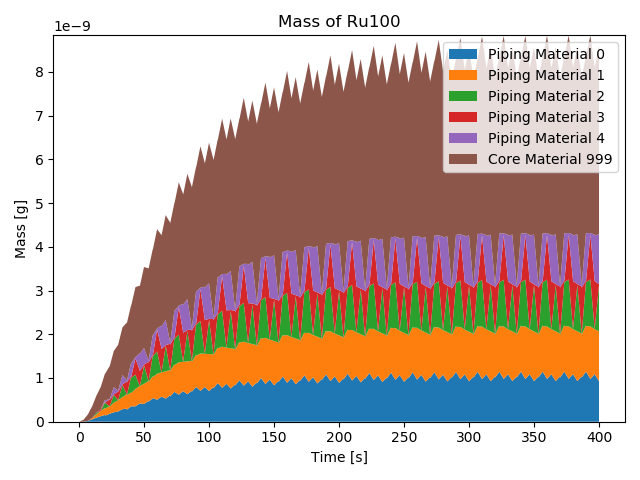 Mass of Ru100
1e−9
Piping Material 0
Piping Material 1
Piping Material 2
Piping Material 3
Piping Material 4
Core Material 999
8
7
6
5
4
3
2
1
0
Mass [g]
0 50 100 150 200 250 300 350 400
Time [s]